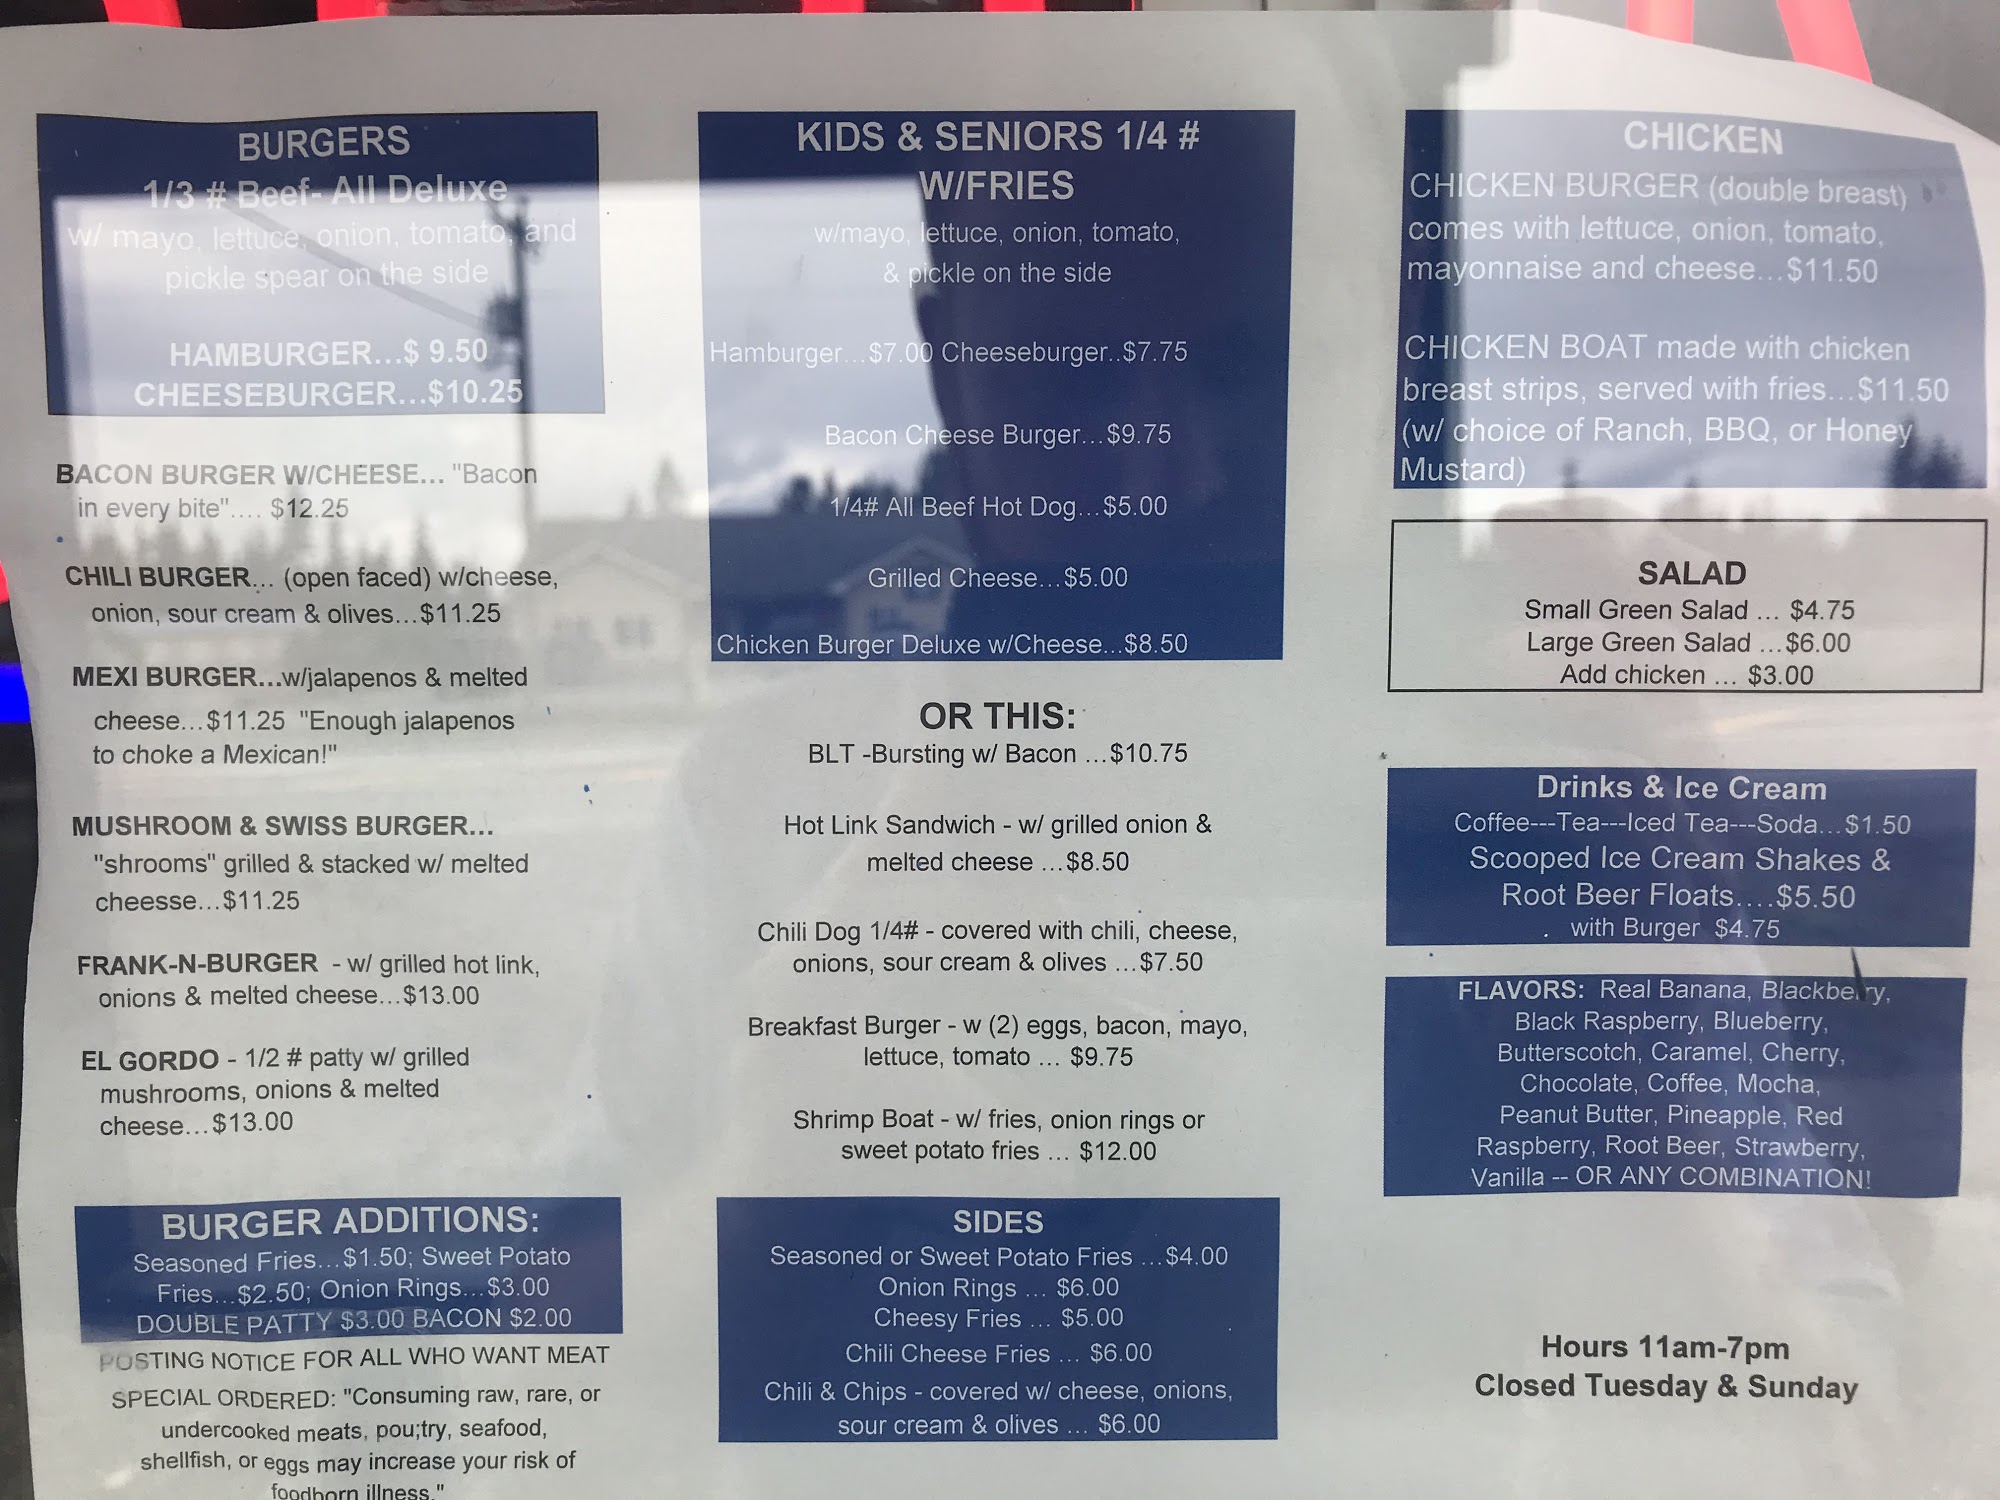 BURGERS
1/3 # Beef- All Deluxe
w/ mayo, lettuce, onion, tomato, and
pickle spear on the side
HAMBURGER...$ 9.50
CHEESEBURGER...$10.25
BACON BURGER W/CHEESE... "Bacon
in every bite".... $12.25
CHILI BURGER... (open faced) w/cheese,
onion, sour cream & olives...$11.25
MEXI BURGER...w/jalapenos & melted
cheese...$11.25 "Enough jalapenos
to choke a Mexican!"
MUSHROOM & SWISS BURGER...
"shrooms" grilled & stacked w/ melted
cheesse...$11.25
FRANK-N-BURGER - w/ grilled hot link,
onions & melted cheese...$13.00
EL GORDO - 1/2 # patty w/ grilled
mushrooms, onions & melted
cheese...$13.00
BURGER ADDITIONS:
Seasoned Fries...$1.50; Sweet Potato
Fries...$2.50; Onion Rings...$3.00
DOUBLE PATTY $3.00 BACON $2.00
POSTING NOTICE FOR ALL WHO WANT MEAT
SPECIAL ORDERED: "Consuming raw, rare, or
undercooked meats, pou;try, seafood,
shellfish, or eggs may increase your risk of
foodborn illness."
KIDS & SENIORS 1/4 #
W/FRIES
w/mayo, lettuce, onion, tomato,
& pickle on the side
Hamburger...$7.00 Cheeseburger..$7.75
Bacon Cheese Burger...$9.75
1/4# All Beef Hot Dog...$5.00
Grilled Cheese...$5.00
Chicken Burger Deluxe w/Cheese...$8.50
OR THIS:
BLT -Bursting w/ Bacon ...$10.75
Hot Link Sandwich - w/ grilled onion &
melted cheese ...$8.50
Chili Dog 1/4# - covered with chili, cheese,
onions, sour cream & olives ...$7.50
Breakfast Burger - w (2) eggs, bacon, mayo,
lettuce, tomato ... $9.75
Shrimp Boat - w/ fries, onion rings or
sweet potato fries ... $12.00
SIDES
Seasoned or Sweet Potato Fries ...$4.00
Onion Rings ... $6.00
Cheesy Fries ... $5.00
Chili Cheese Fries ... $6.00
Chili & Chips - covered w/ cheese, onions,
sour cream & olives ... $6.00
CHICKEN
CHICKEN BURGER (double breast)
comes with lettuce, onion, tomato,
mayonnaise and cheese...$11.50
CHICKEN BOAT made with chicken
breast strips, served with fries...$11.50
(w/ choice of Ranch, BBQ, or Honey
Mustard)
SALAD
Small Green Salad ... $4.75
Large Green Salad ...$6.00
Add chicken ... $3.00
Drinks & Ice Cream
Coffee---Tea---Iced Tea---Soda...$1.50
Scooped Ice Cream Shakes &
Root Beer Floats....$5.50
with Burger $4.75
FLAVORS: Real Banana, Blackberry,
Black Raspberry, Blueberry,
Butterscotch, Caramel, Cherry,
Chocolate, Coffee, Mocha,
Peanut Butter, Pineapple, Red
Raspberry, Root Beer, Strawberry,
Vanilla -- OR ANY COMBINATION!
Hours 11am-7pm
Closed Tuesday & Sunday